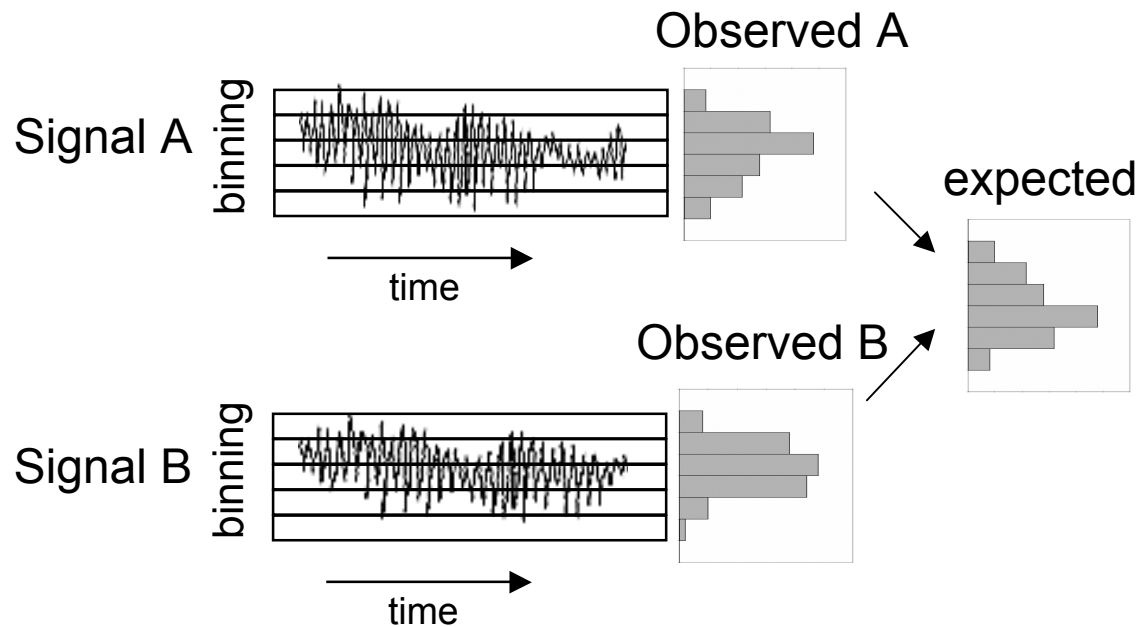 Observed A
Signal A
binning
expected
time
Observed B
Signal B
binning
time